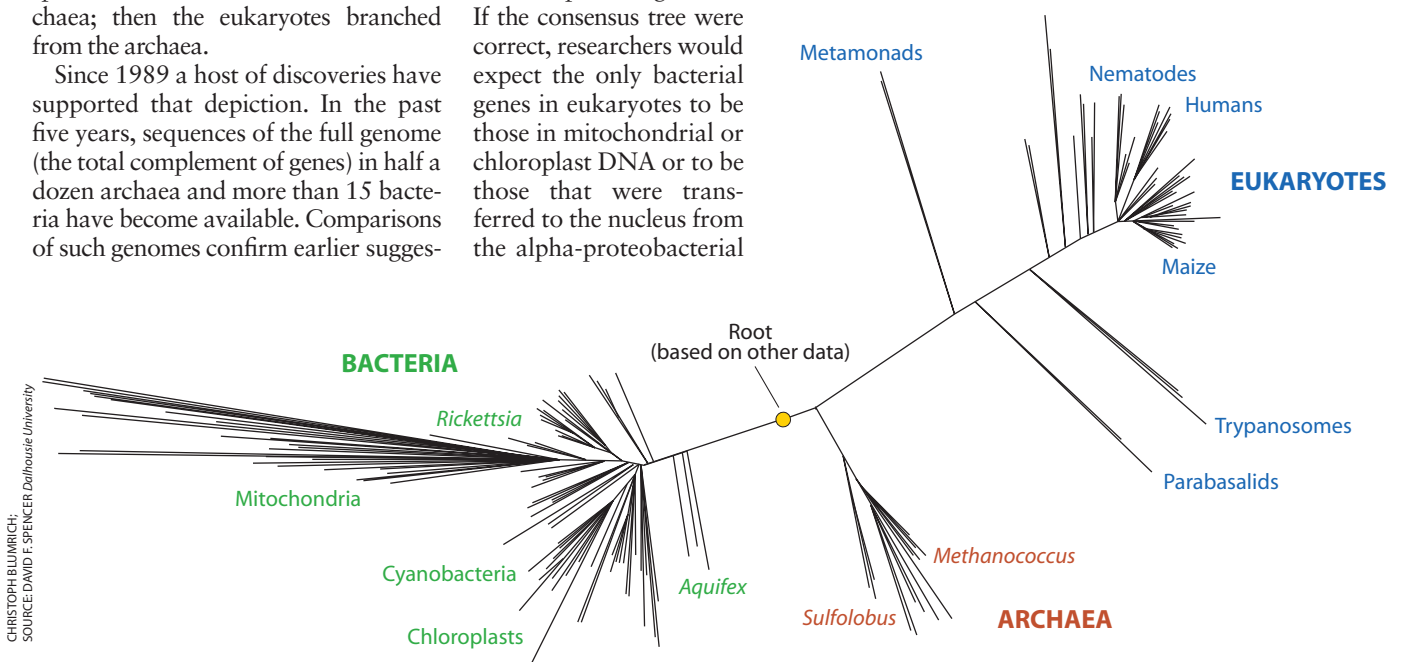 chaea; then the eukaryotes branched
from the archaea.
Since 1989 a host of discoveries have
supported that depiction. In the past
five years, sequences of the full genome
(the total complement of genes) in half a
dozen archaea and more than 15 bacte-
ria have become available. Comparisons
of such genomes confirm earlier sugges-
If the consensus tree were
correct, researchers would
expect the only bacterial
genes in eukaryotes to be
those in mitochondrial or
chloroplast DNA or to be
those that were trans-
ferred to the nucleus from
the alpha-proteobacterial
Metamonads
Nematodes
Humans
EUKARYOTES
Maize
Root
(based on other data)
BACTERIA
Rickettsia
Mitochondria
Trypanosomes
Parabasalids
Cyanobacteria
Aquifex
Methanococcus
Sulfolobus
ARCHAEA
Chloroplasts
CHRISTOPH BLUMRICH;
SOURCE: DAVID F. SPENCER Dalhousie University